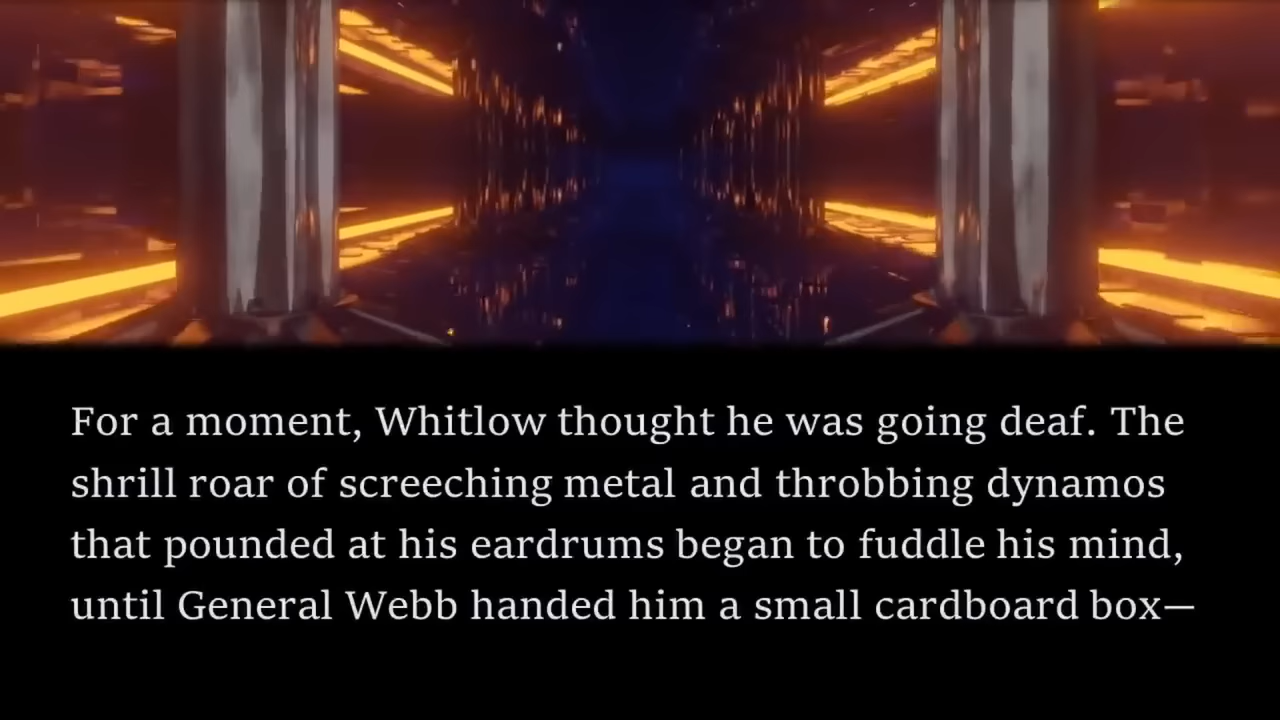 For a moment, Whitlow thought he was going deaf. The
shrill roar of screeching metal and throbbing dynamos
that pounded at his eardrums began to fuddle his mind,
until General Webb handed him a small cardboard box—